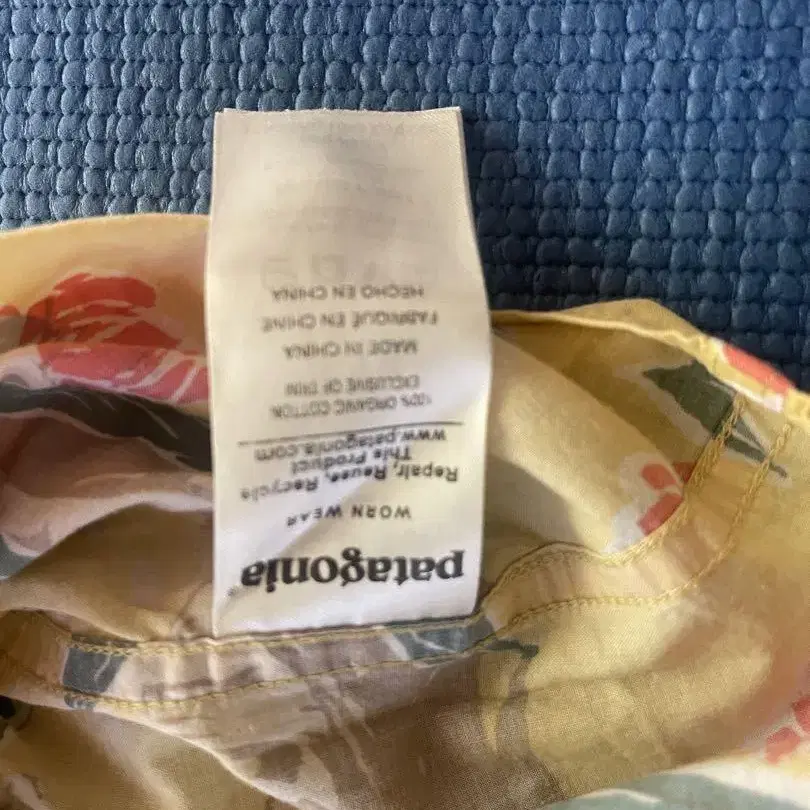 patagonia®
WORN WEAR
Repair, Reuse, Recycle
This Product
www.patagonia.com
100% ORGANIC COTTON
EXCLUSIVE OF TRIM
MADE IN CHINA
FABRIQUÉ EN CHINE
HECHO EN CHINA